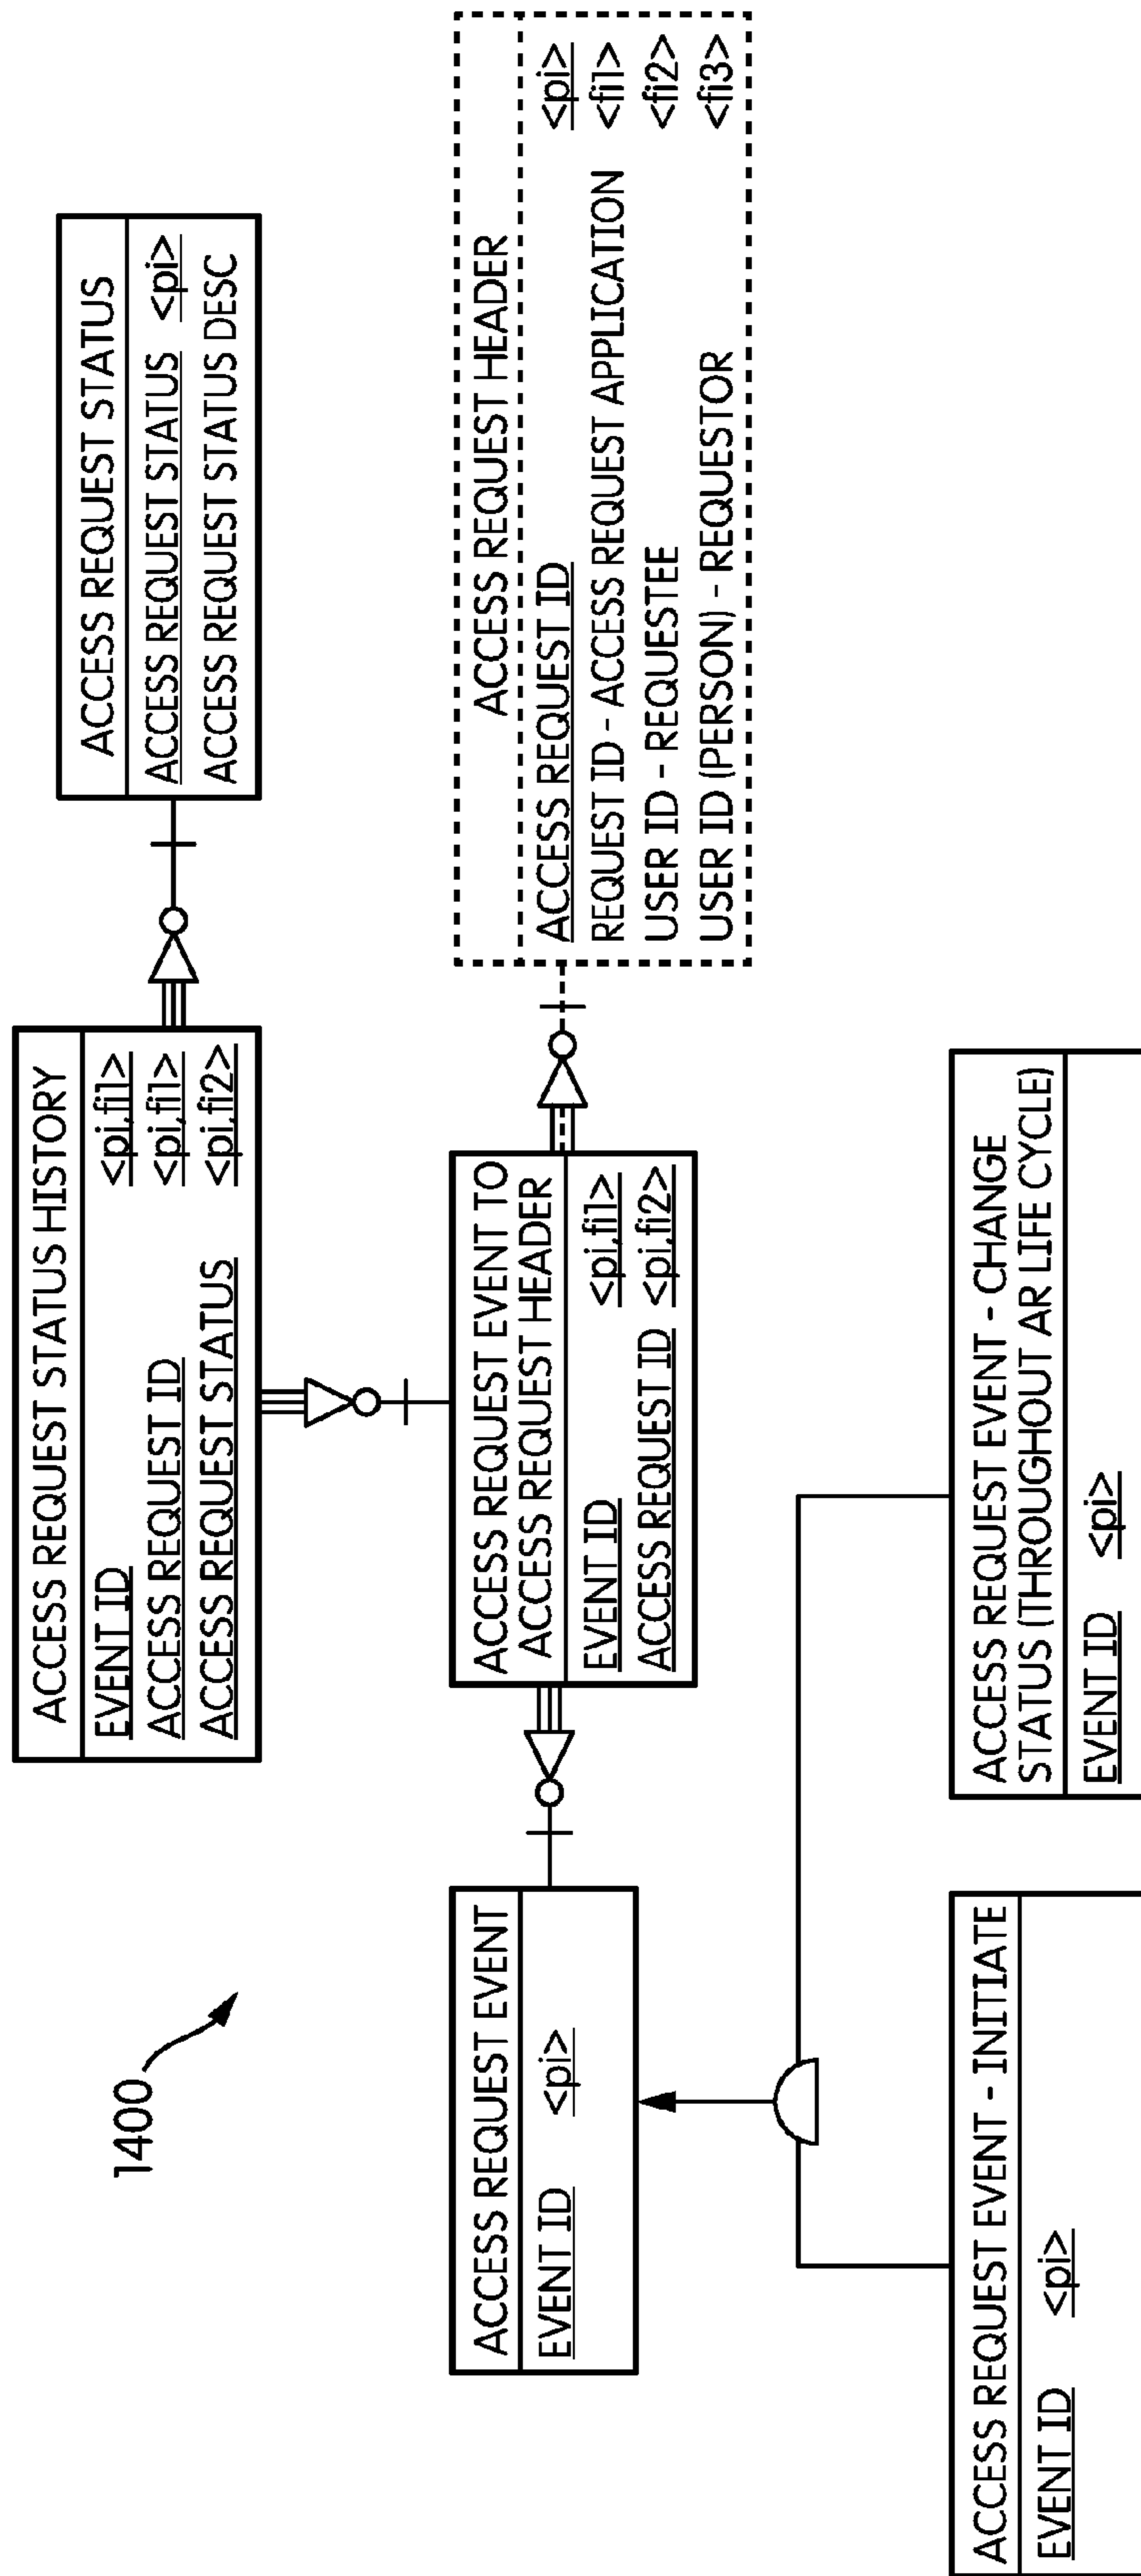 1400
ACCESS REQUEST STATUS HISTORY
EVENT ID <pi,fi1>
ACCESS REQUEST ID <pi,fi1>
ACCESS REQUEST STATUS <pi,fi2>
ACCESS REQUEST STATUS
ACCESS REQUEST STATUS <pi>
ACCESS REQUEST STATUS DESC
ACCESS REQUEST EVENT
EVENT ID <pi>
ACCESS REQUEST EVENT TO
ACCESS REQUEST HEADER
EVENT ID <pi,fi1>
ACCESS REQUEST ID <pi,fi2>
ACCESS REQUEST HEADER
ACCESS REQUEST ID <pi>
REQUEST ID - ACCESS REQUEST APPLICATION <fi1>
USER ID - REQUESTEE <fi2>
USER ID (PERSON) - REQUESTOR <fi3>
ACCESS REQUEST EVENT - INITIATE
EVENT ID <pi>
ACCESS REQUEST EVENT - CHANGE
STATUS (THROUGHOUT AR LIFE CYCLE)
EVENT ID <pi>